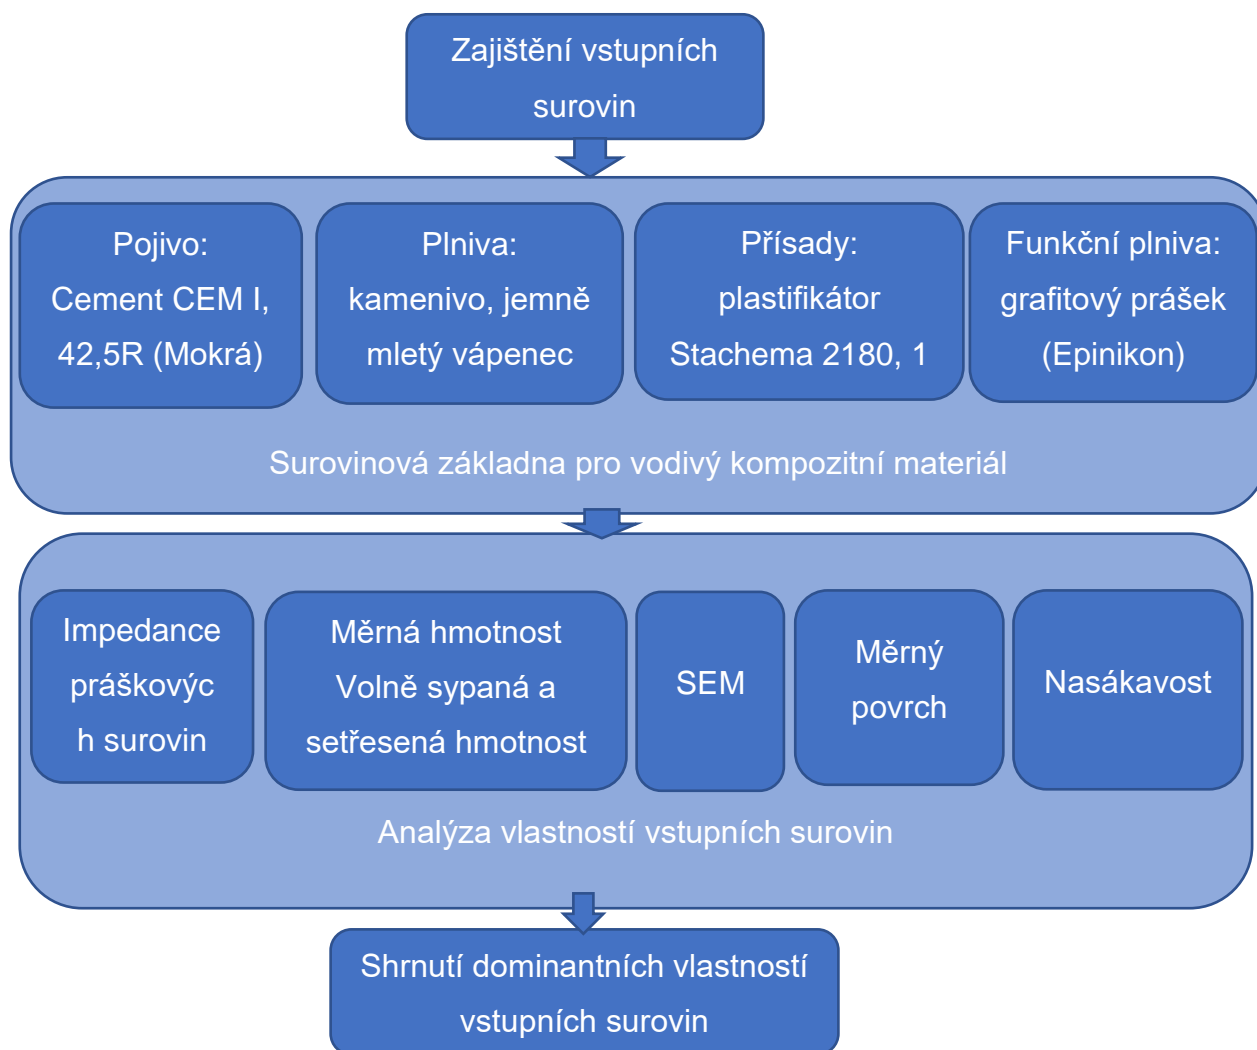 Zajištění vstupních
surovin
Pojivo:
Cement CEM I,
42,5R (Mokrá)
Plniva:
kamenivo, jemně
mletý vápenec
Přísady:
plastifikátor
Stachema 2180, 1
Funkční plniva:
grafitový prášek
(Epinikon)
Surovinová základna pro vodivý kompozitní materiál
Impedance
práškovýc
h surovin
Měrná hmotnost
Volně sypaná a
setřesená hmotnost
SEM
Měrný
povrch
Nasákavost
Analýza vlastností vstupních surovin
Shrnutí dominantních vlastností
vstupních surovin